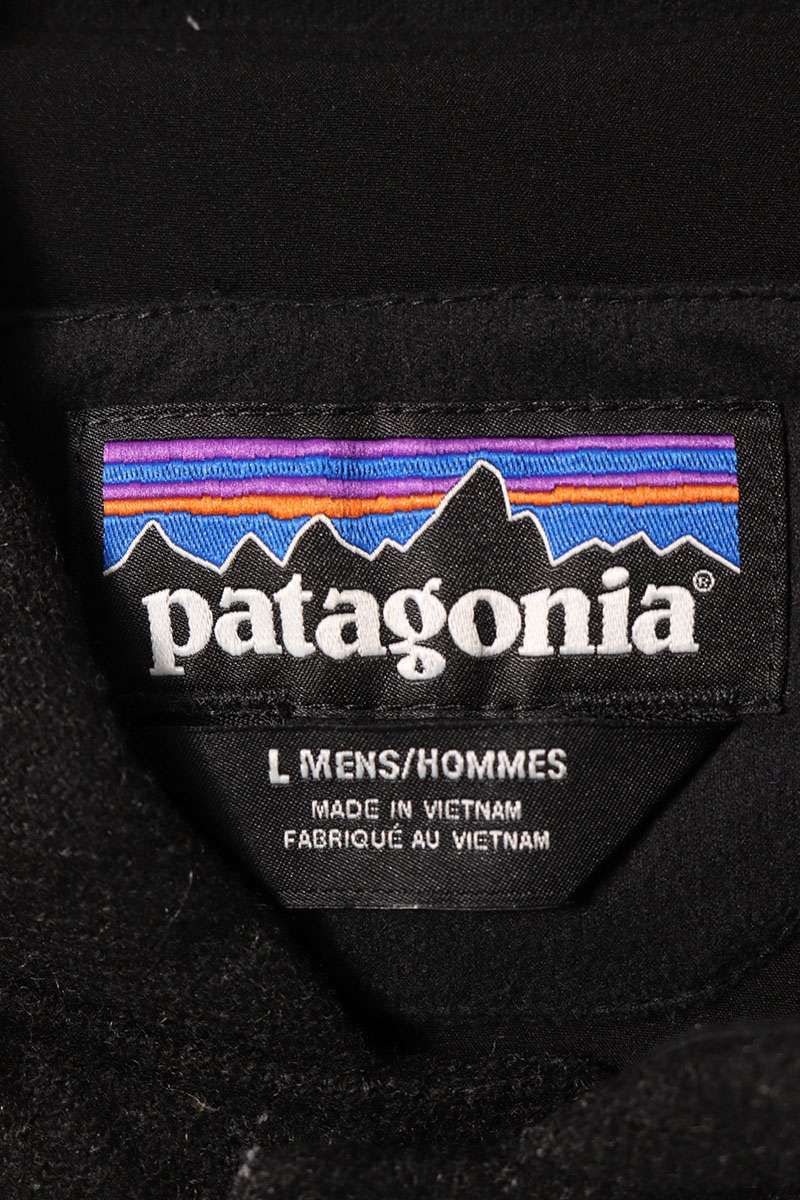 patagonia®
L MENS/HOMMES
MADE IN VIETNAM
FABRIQUÉ AU VIETNAM